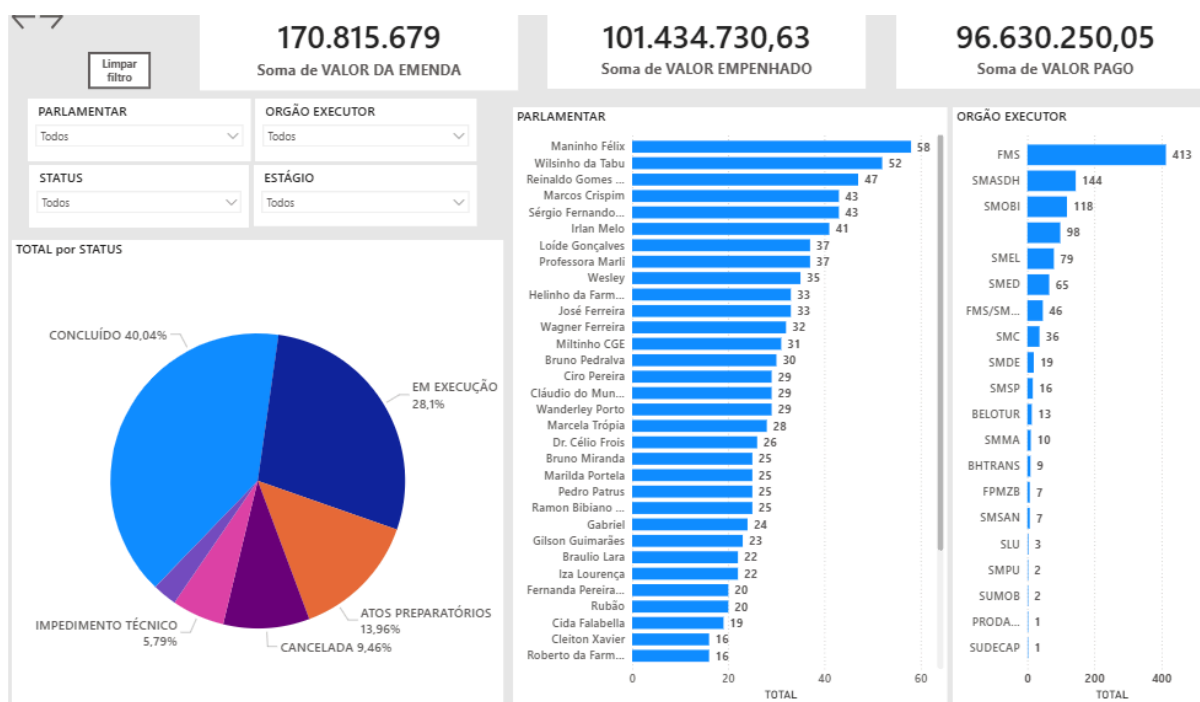 170.815.679
Soma de VALOR DA EMENDA
101.434.730,63
Soma de VALOR EMPENHADO
96.630.250,05
Soma de VALOR PAGO
Limpar
filtro
PARLAMENTAR
Todos
ORGÃO EXECUTOR
Todos
STATUS
Todos
ESTÁGIO
Todos
TOTAL por STATUS
CONCLUÍDO 40,04%
EM EXECUÇÃO
28,1%
ATOS PREPARATÓRIOS
13,96%
CANCELADA 9,46%
IMPEDIMENTO TÉCNICO
5,79%
PARLAMENTAR
Maninho Félix 58
Wilsinho da Tabu 52
Reinaldo Gomes ... 47
Marcos Crispim 43
Sérgio Fernando... 43
Irlan Melo 41
Loíde Gonçalves 37
Professora Marli 37
Wesley 35
Helinho da Farm... 33
José Ferreira 33
Wagner Ferreira 32
Miltinho CGE 31
Bruno Pedralva 30
Ciro Pereira 29
Cláudio do Mun... 29
Wanderley Porto 29
Marcela Trópia 28
Dr. Célio Frois 26
Bruno Miranda 25
Marilda Portela 25
Pedro Patrus 25
Ramon Bibiano ... 25
Gabriel 24
Gilson Guimarães 23
Braulio Lara 22
Iza Lourença 22
Fernanda Pereira... 20
Rubão 20
Cida Falabella 19
Cleiton Xavier 16
Roberto da Farm... 16
0 20 40 60
TOTAL
ORGÃO EXECUTOR
FMS 413
SMASDH 144
SMOBI 118
98
SMEL 79
SMED 65
FMS/SM... 46
SMC 36
SMDE 19
SMSP 16
BELOTUR 13
SMMA 10
BHTRANS 9
FPMZB 7
SMSAN 7
SLU 3
SMPU 2
SUMOB 2
PRODA... 1
SUDECAP 1
0 200 400
TOTAL